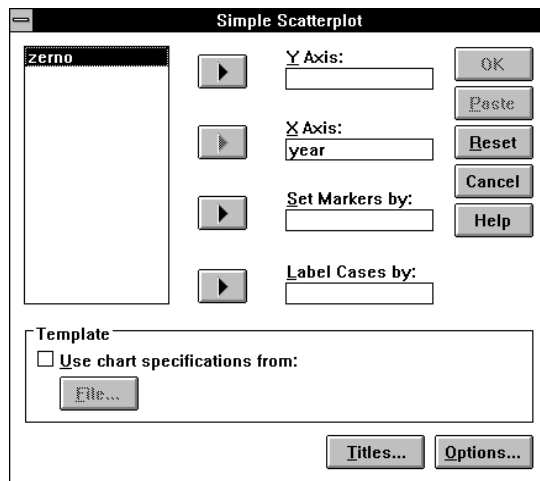 Simple Scatterplot
zerno
Y Axis:
OK
Paste
X Axis:
year
Reset
Cancel
Set Markers by:
Help
Label Cases by:
Template
Use chart specifications from:
File...
Titles...
Options...